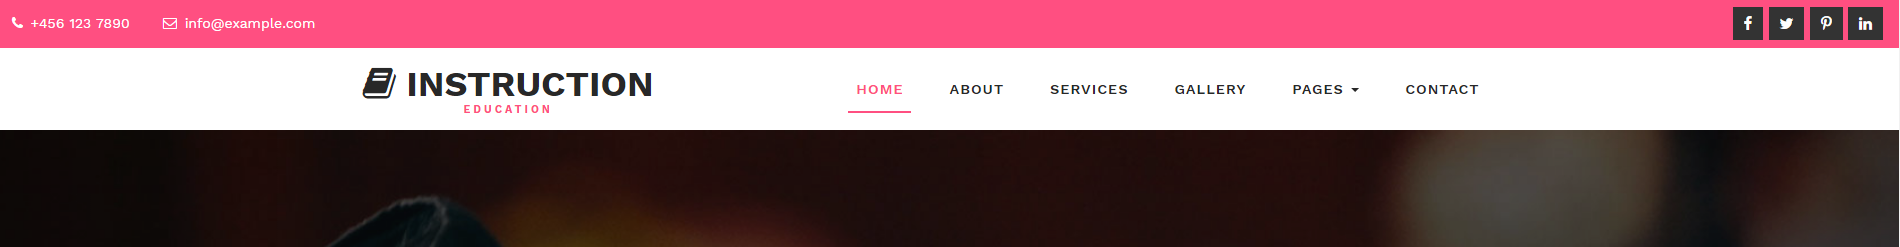 +456 123 7890 info@example.com
INSTRUCTION
EDUCATION
HOME ABOUT SERVICES GALLERY PAGES CONTACT